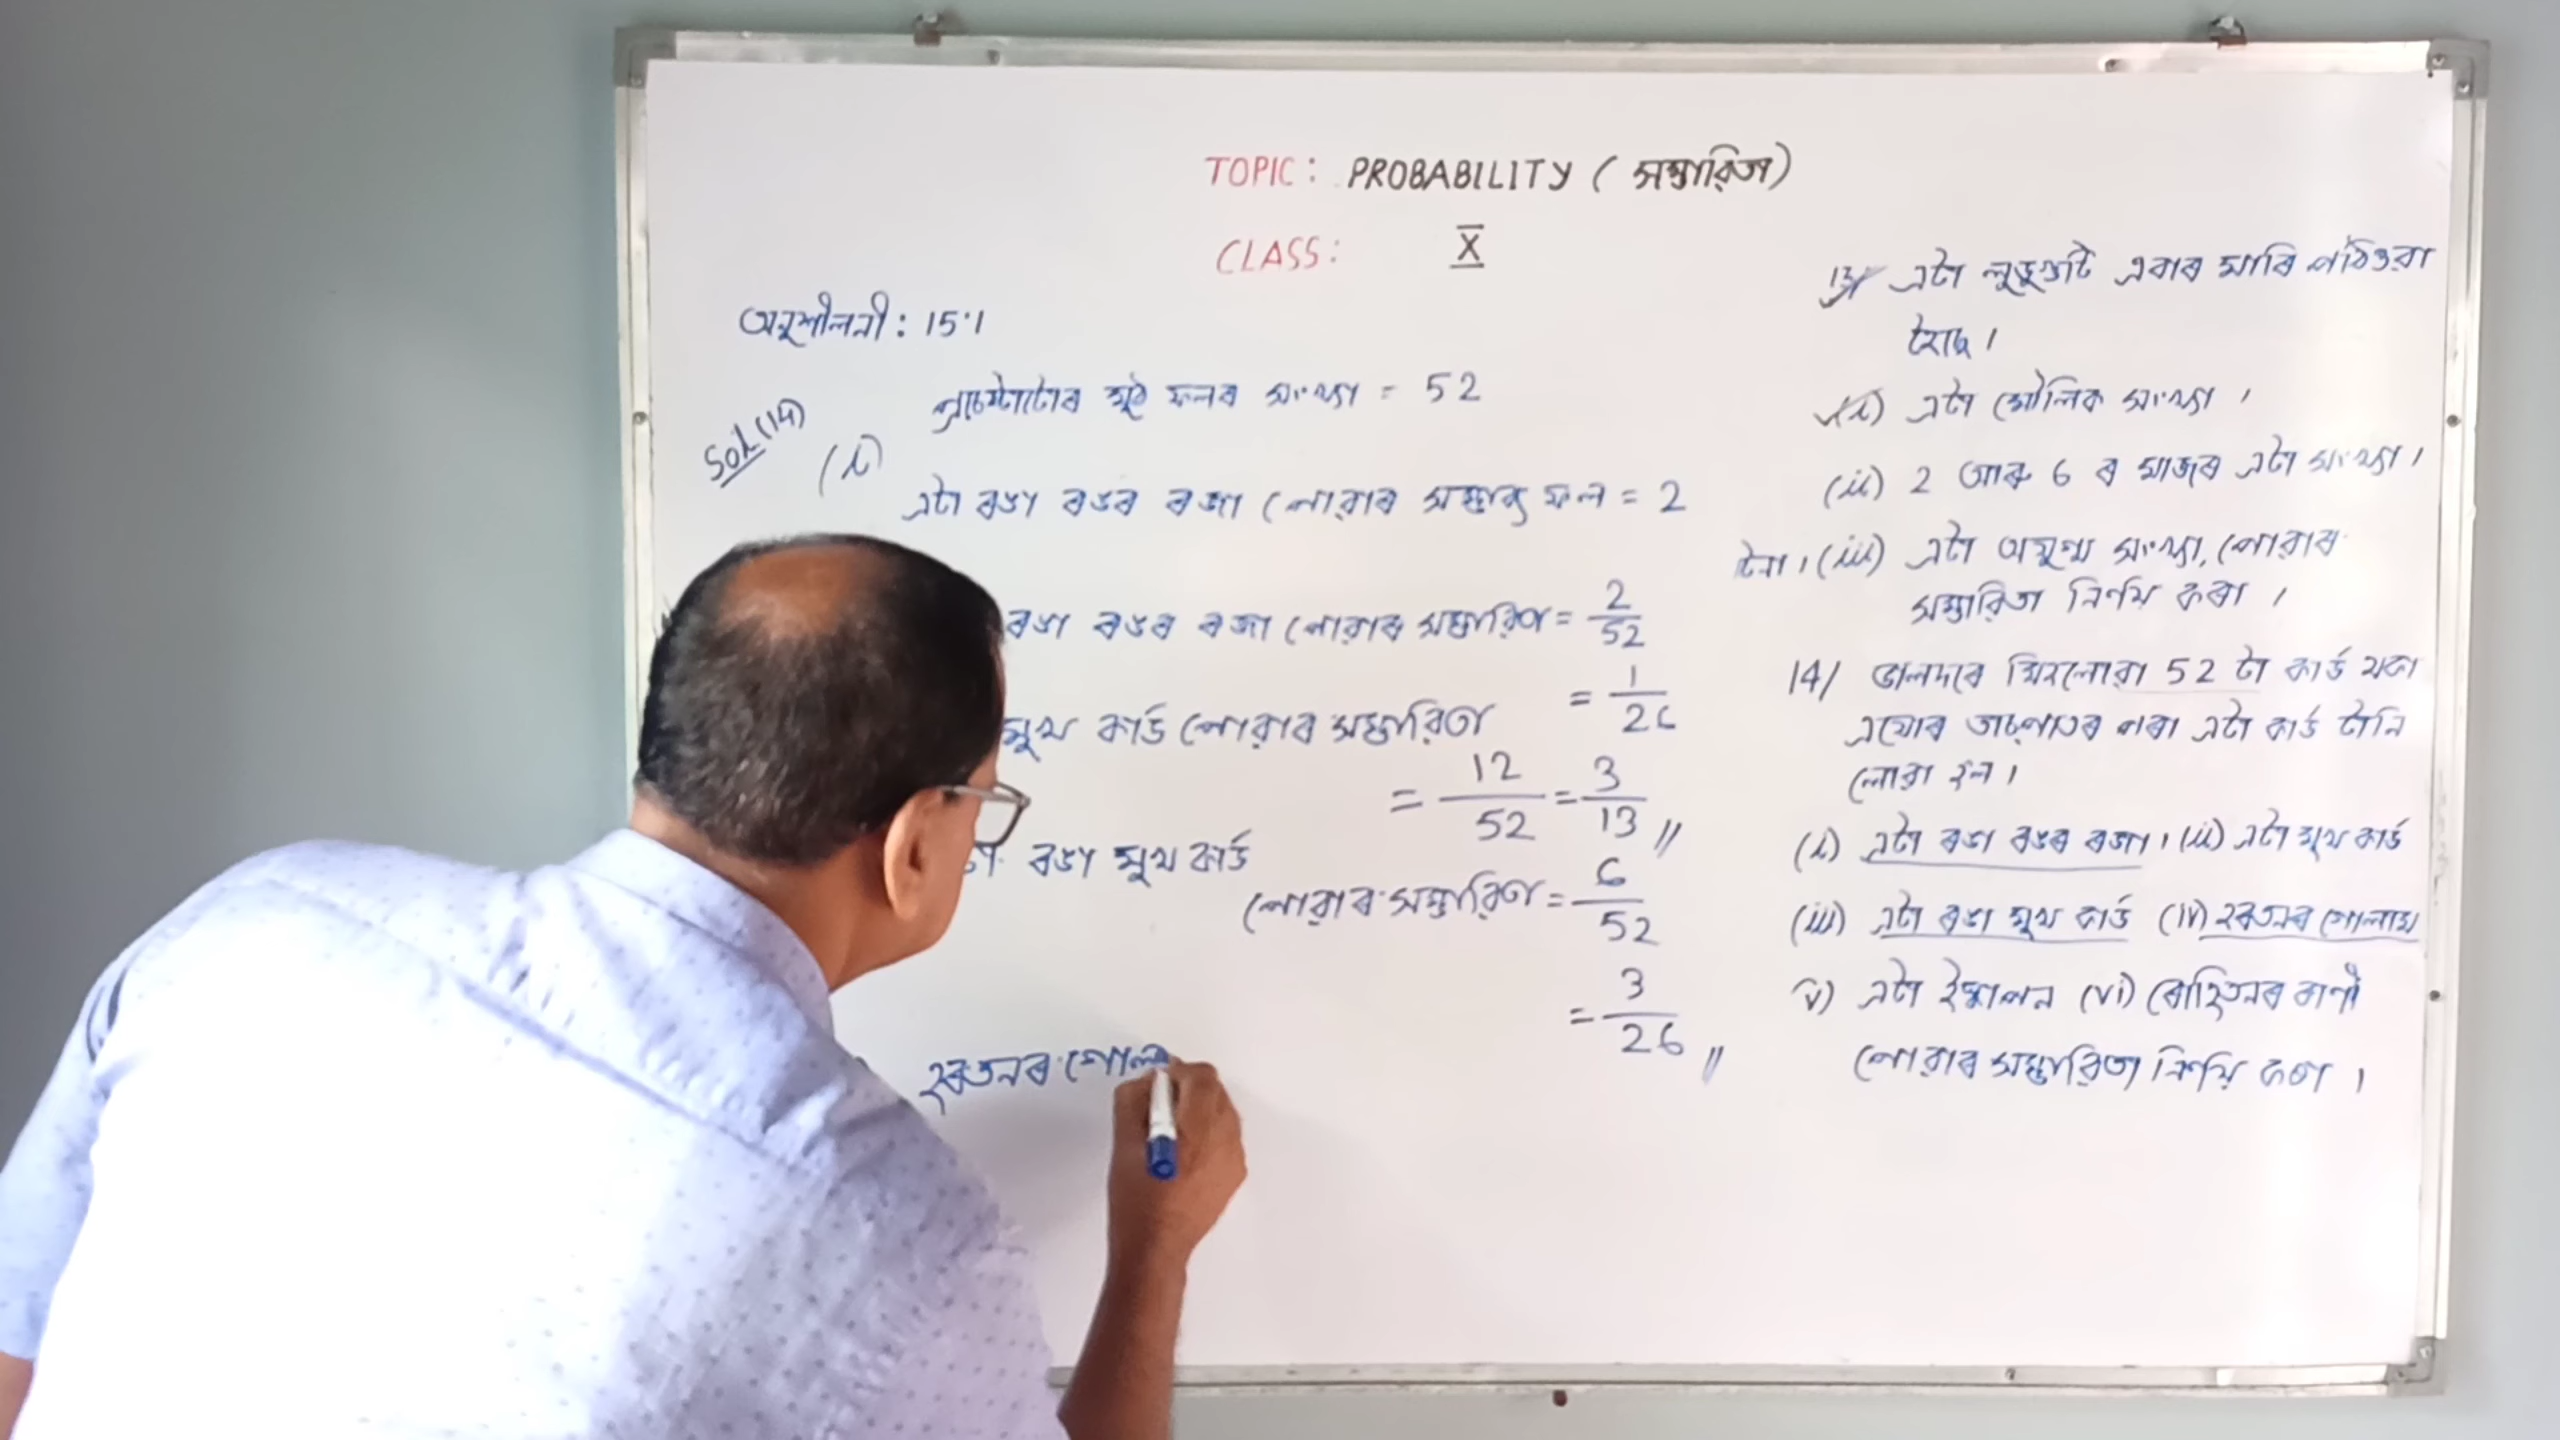 TOPIC: PROBABILITY (সম্ভাৱিতা)
CLASS: X
অনুশীলনী: 15·1
Sol (14)
(i) প্ৰচেষ্টাটোৰ মুঠ ফলৰ সংখ্যা = 52
এটা ৰঙা ৰঙৰ ৰজা পোৱাৰ সম্ভাব্য ফল = 2
ৰঙা ৰঙৰ ৰজা পোৱাৰ সম্ভাৱিতা = 2/52
= 1/26
মুখ কাৰ্ড পোৱাৰ সম্ভাৱিতা
= 12/52 = 3/13 //
ৰঙা মুখ কাৰ্ড
পোৱাৰ সম্ভাৱিতা = 6/52
= 3/26 //
হৰতনৰ গোলা
13/ এটা লুডুগুটি এবাৰ মাৰি পঠিওৱা
হৈছে।
(i) এটা মৌলিক সংখ্যা।
(ii) 2 আৰু 6 ৰ মাজৰ এটা সংখ্যা।
(iii) এটা অযুগ্ম সংখ্যা, পোৱাৰ
সম্ভাৱিতা নিৰ্ণয় কৰা।
14/ ভালদৰে মিহলোৱা 52 টা কাৰ্ড থকা
এযোৰ তাচপাতৰ পৰা এটা কাৰ্ড টানি
লোৱা হ'ল।
(i) এটা ৰঙা ৰঙৰ ৰজা। (ii) এটা মুখ কাৰ্ড
(iii) এটা ৰঙা মুখ কাৰ্ড (iv) হৰতনৰ গোলাম
(v) এটা ইস্কাপন (vi) ৰোহিতনৰ ৰাণী
পোৱাৰ সম্ভাৱিতা নিৰ্ণয় কৰা।